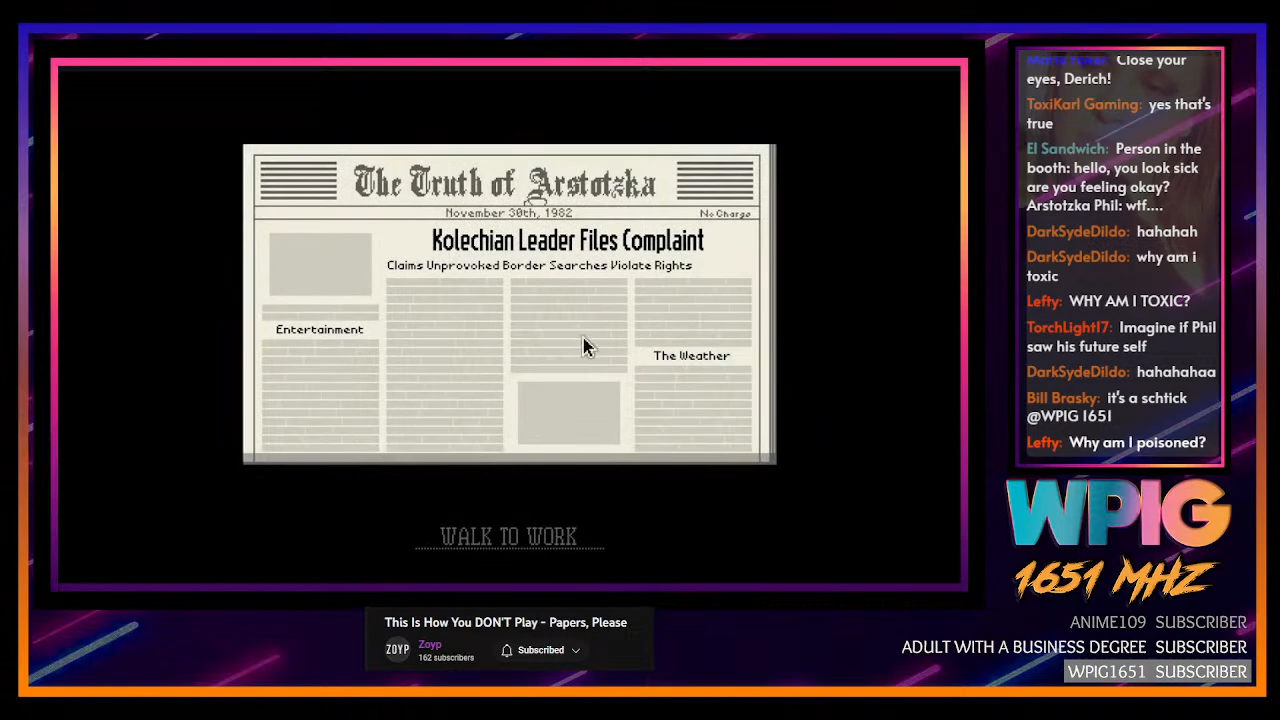 The Truth of Arstotzka
November 30th, 1982
No Charge
Kolechian Leader Files Complaint
Claims Unprovoked Border Searches Violate Rights
Entertainment
The Weather
WALK TO WORK
This Is How You DON'T Play - Papers, Please
ZOYP
Zoyp
162 subscribers
Subscribed
Close your
eyes, Derich!
ToxiKarl Gaming: yes that's
true
El Sandwich: Person in the
booth: hello, you look sick
are you feeling okay?
Arstotzka Phil: wff....
DarkSydeDildo: hahahah
DarkSydeDildo: why am i
toxic
Lefty: WHY AM I TOXIC?
TorchLight17: Imagine if Phil
saw his future self
DarkSydeDildo: hahahahaa
Bill Brasky: it's a schtick
@WPIG 1651
Lefty: Why am I poisoned?
WPIG
1651 MHZ
ANIME109 SUBSCRIBER
ADULT WITH A BUSINESS DEGREE SUBSCRIBER
WPIG1651 SUBSCRIBER